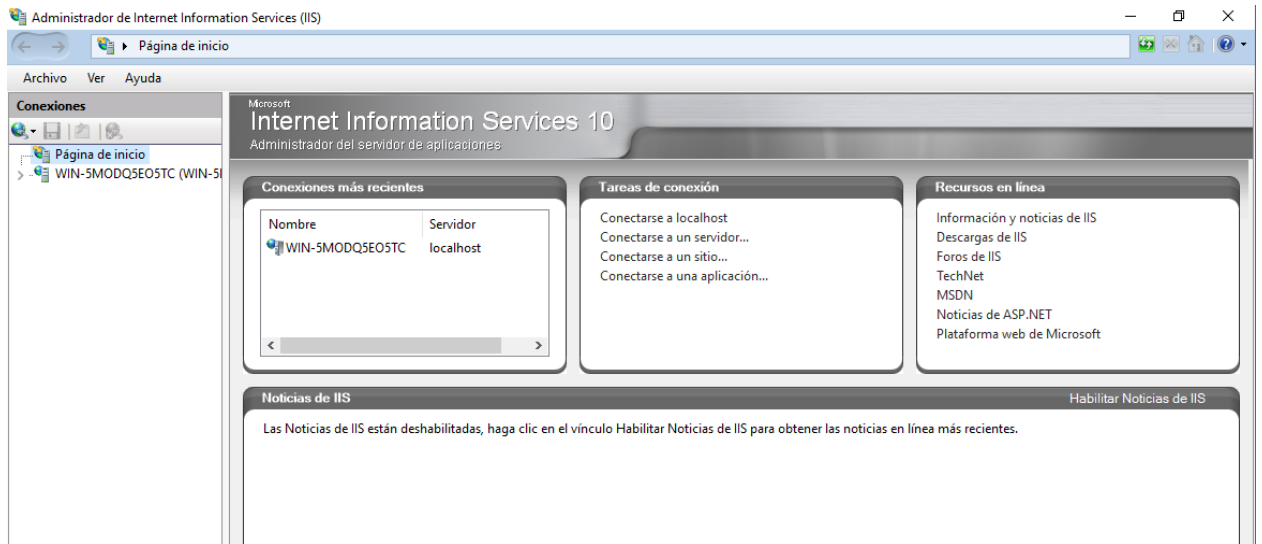 Administrador de Internet Information Services (IIS)
Página de inicio
Archivo Ver Ayuda
Conexiones
Página de inicio
WIN-5MODQ5EO5TC (WIN-5
Microsoft
Internet Information Services 10
Administrador del servidor de aplicaciones
Conexiones más recientes
Nombre Servidor
WIN-5MODQ5EO5TC localhost
Tareas de conexión
Conectarse a localhost
Conectarse a un servidor...
Conectarse a un sitio...
Conectarse a una aplicación...
Recursos en línea
Información y noticias de IIS
Descargas de IIS
Foros de IIS
TechNet
MSDN
Noticias de ASP.NET
Plataforma web de Microsoft
Noticias de IIS Habilitar Noticias de IIS
Las Noticias de IIS están deshabilitadas, haga clic en el vínculo Habilitar Noticias de IIS para obtener las noticias en línea más recientes.